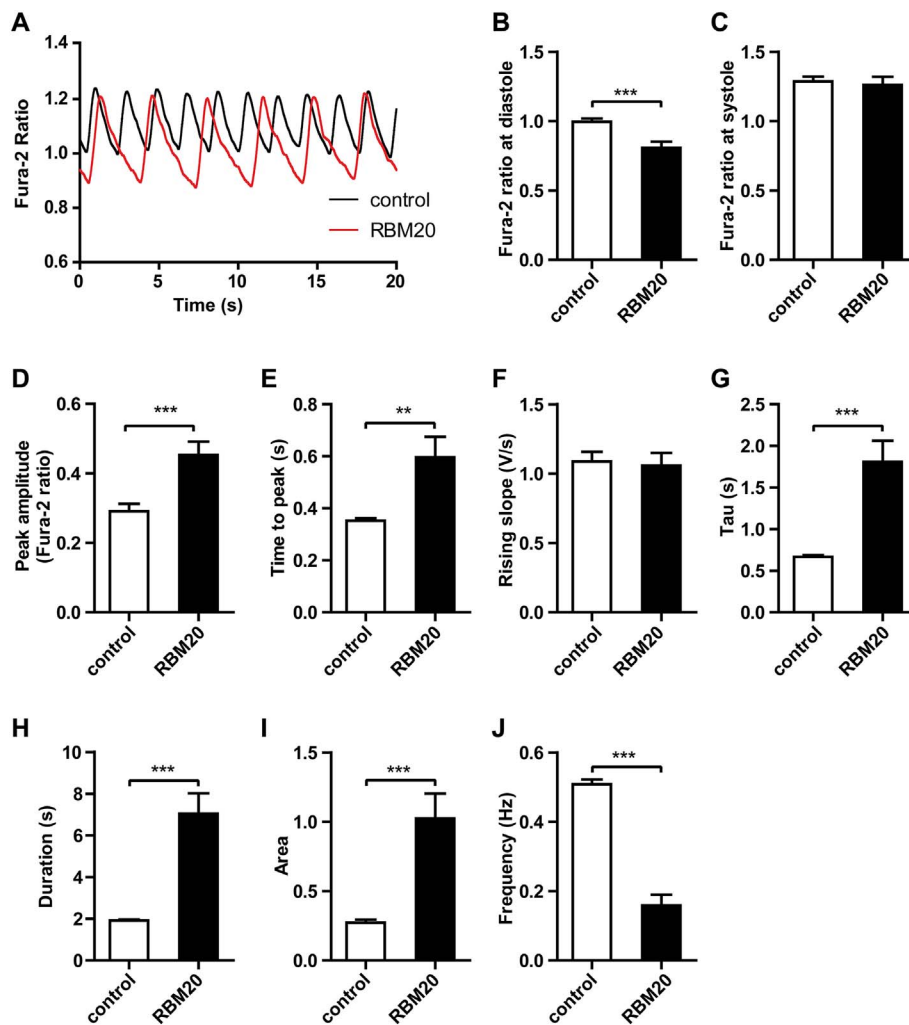 A
1.4
1.2
1.0
0.8
0.6
Fura-2 Ratio
control
RBM20
0
5
10
15
20
Time (s)
B
***
1.5
1.0
0.5
0.0
Fura-2 ratio at diastole
control
RBM20
C
1.5
1.0
0.5
0.0
Fura-2 ratio at systole
control
RBM20
D
***
0.6
0.4
0.2
0.0
Peak amplitude
(Fura-2 ratio)
control
RBM20
E
**
0.8
0.6
0.4
0.2
0.0
Time to peak (s)
control
RBM20
F
1.5
1.0
0.5
0.0
Rising slope (V/s)
control
RBM20
G
***
2.5
2.0
1.5
1.0
0.5
0.0
Tau (s)
control
RBM20
H
***
10
8
6
4
2
0
Duration (s)
control
RBM20
I
***
1.5
1.0
0.5
0.0
Area
control
RBM20
J
***
0.6
0.4
0.2
0.0
Frequency (Hz)
control
RBM20